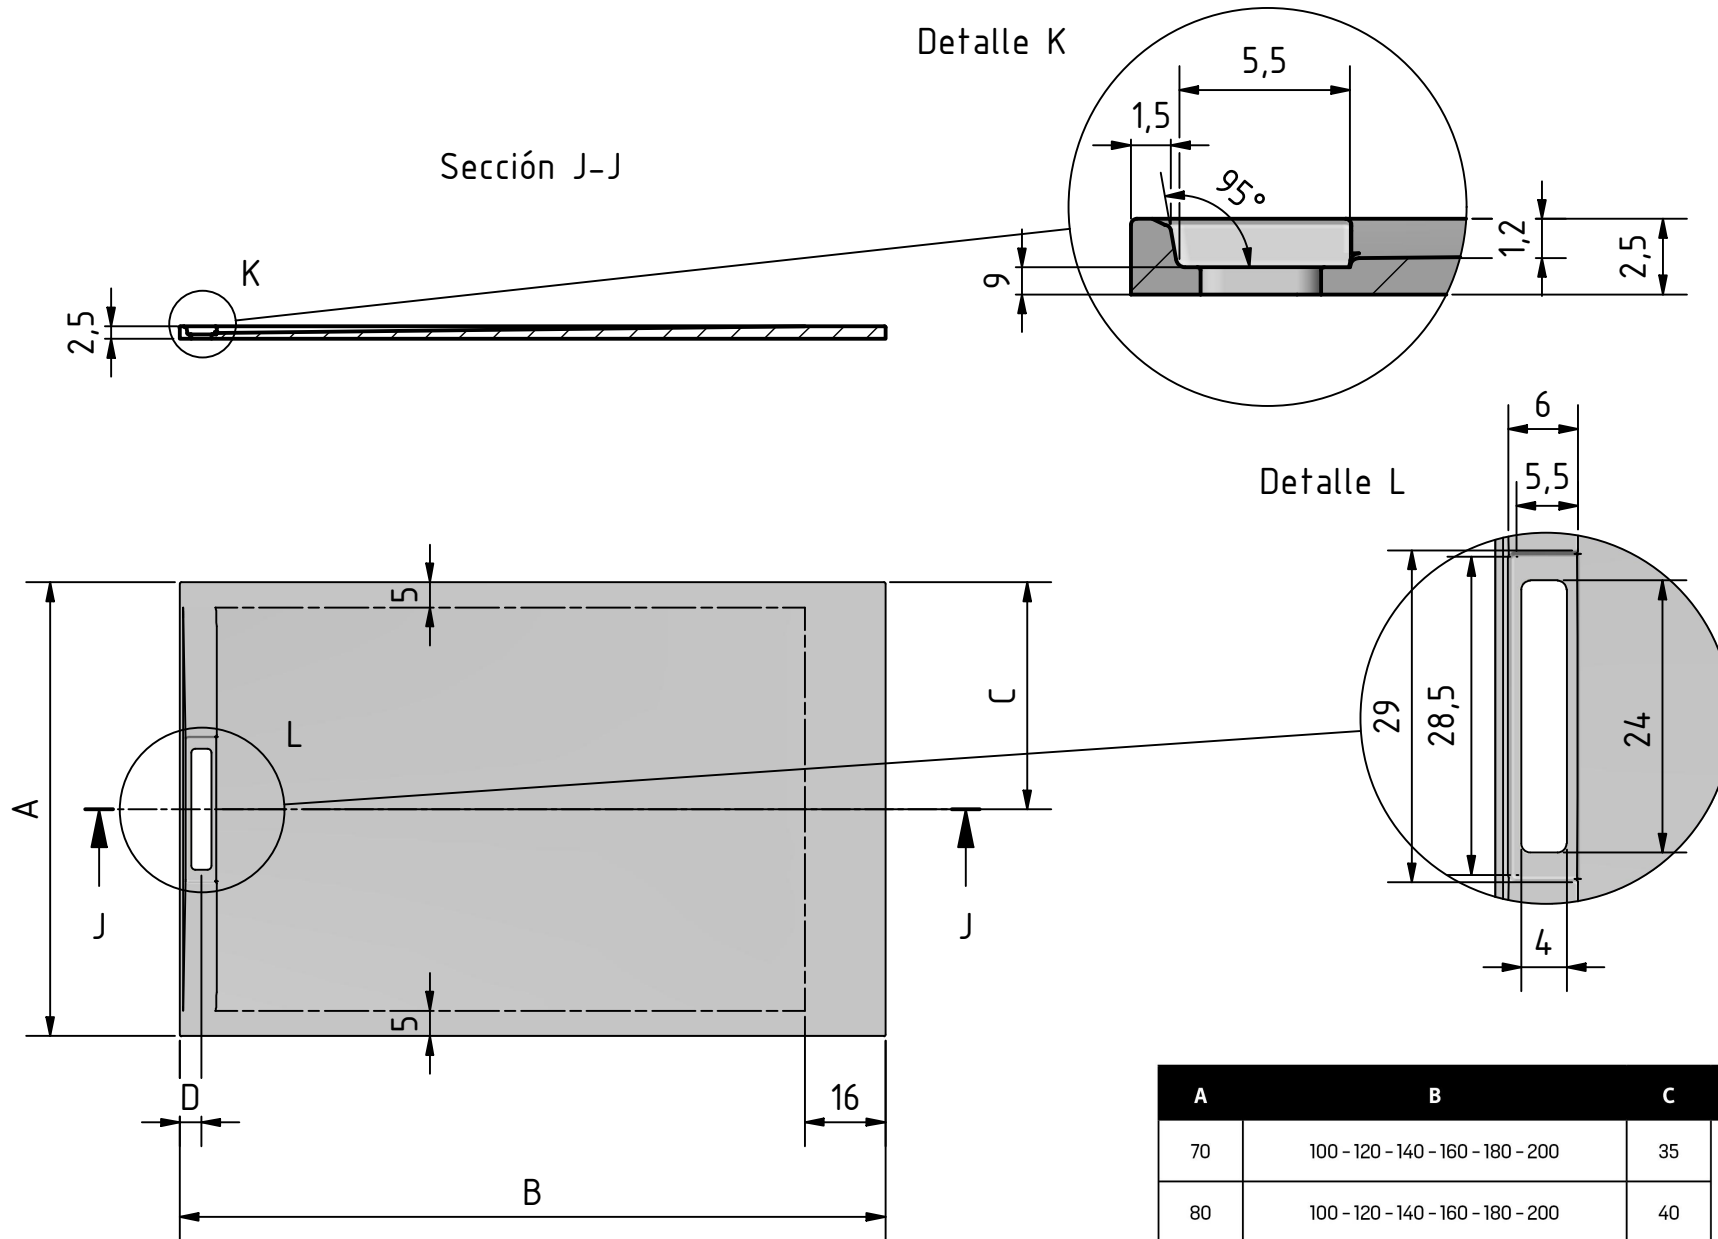 Detalle K
5,5
1,5
Sección J-J
95°
K
1,2
2,5
9
2,5
6
Detalle L
5,5
5
C
L
29
28,5
24
A
J
J
4
5
D
16
B
A B C
70 100 - 120 - 140 - 160 - 180 - 200 35
80 100 - 120 - 140 - 160 - 180 - 200 40